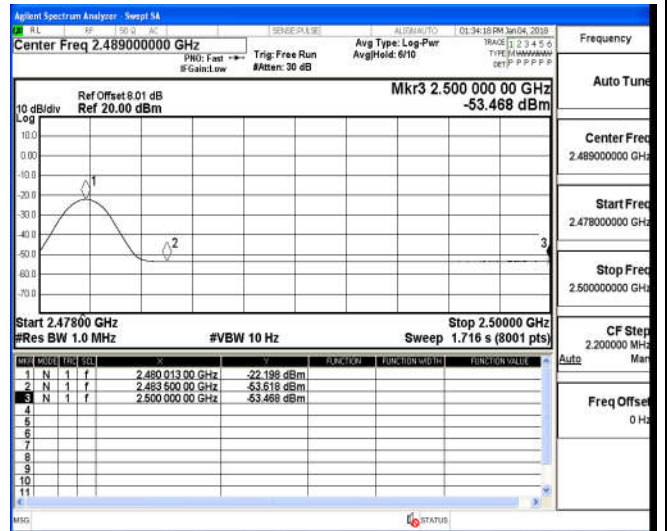 Agilent Spectrum Analyzer - Swept SA
RL RF 50 Ω AC SENSE:PULSE ALIGNAUTO 01:34:18 PM Jan 04, 2018
Center Freq 2.489000000 GHz
PNO: Fast
IFGain:Low
Trig: Free Run
#Atten: 30 dB
Avg Type: Log-Pwr
Avg|Hold: 6/10
TRACE 1 2 3 4 5 6
TYPE M W W W W W
DET P P P P P P
Frequency
Auto Tune
Ref Offset 8.01 dB
10 dB/div Ref 20.00 dBm
Log
Mkr3 2.500 000 00 GHz
-53.468 dBm
10.0
0.00
-10.0
-20.0
-30.0
-40.0
-50.0
-60.0
-70.0
1
2
3
Center Freq
2.489000000 GHz
Start Freq
2.478000000 GHz
Stop Freq
2.500000000 GHz
Start 2.47800 GHz Stop 2.50000 GHz
#Res BW 1.0 MHz #VBW 10 Hz Sweep 1.716 s (8001 pts)
CF Step
2.200000 MHz
Auto Man
MKR MODE TRC SCL X Y FUNCTION FUNCTION WIDTH FUNCTION VALUE
1 N 1 f 2.480 013 00 GHz -22.198 dBm
2 N 1 f 2.483 500 00 GHz -53.618 dBm
3 N 1 f 2.500 000 00 GHz -53.468 dBm
4
5
6
7
8
9
10
11
Freq Offset
0 Hz
MSG STATUS